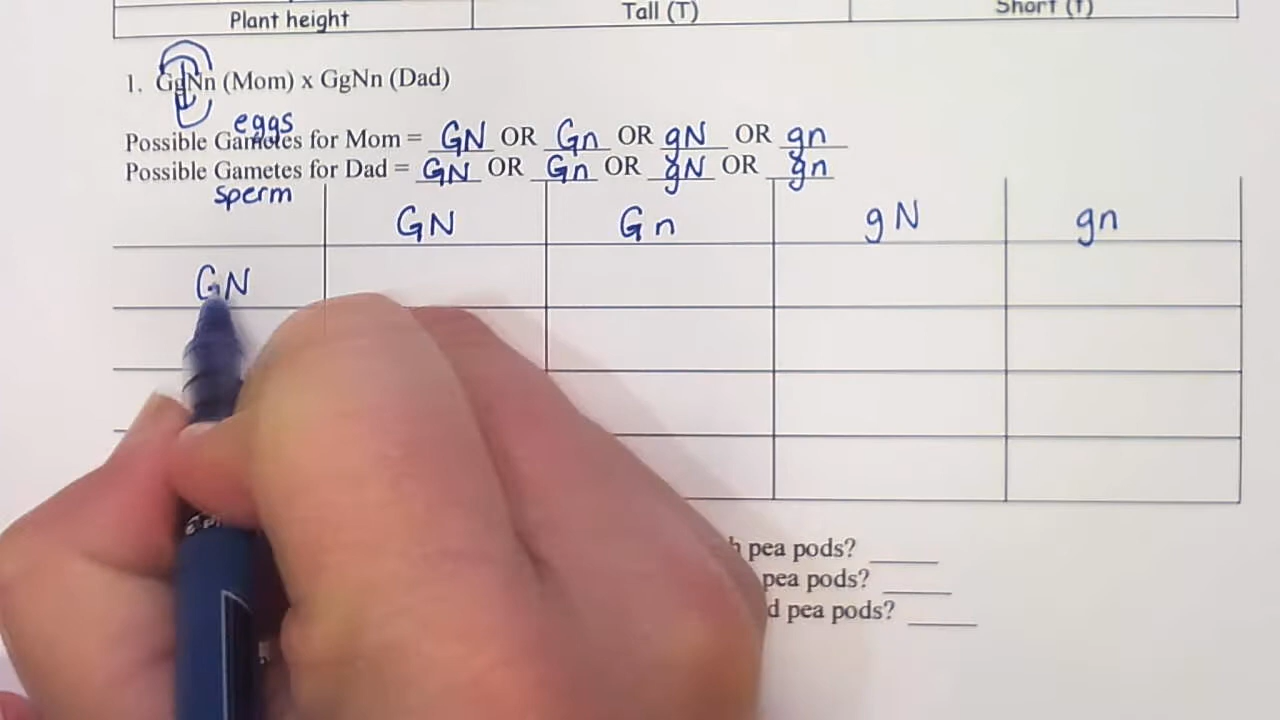 Plant height Tall (T) Short (t)
1. GgNn (Mom) x GgNn (Dad)
eggs
Possible Gametes for Mom = GN OR Gn OR gN OR gn
Possible Gametes for Dad = GN OR Gn OR gN OR gn
sperm
GN Gn gN gn
GN
pea pods?
pea pods?
d pea pods?